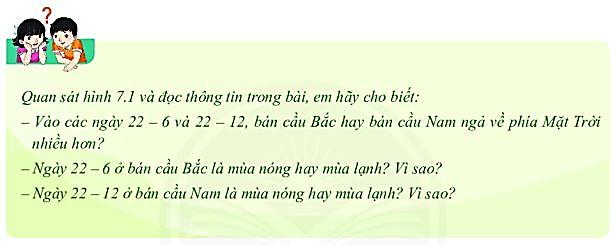 ?
Quan sát hình 7.1 và đọc thông tin trong bài, em hãy cho biết:
– Vào các ngày 22 – 6 và 22 – 12, bán cầu Bắc hay bán cầu Nam ngả về phía Mặt Trời
nhiều hơn?
– Ngày 22 – 6 ở bán cầu Bắc là mùa nóng hay mùa lạnh? Vì sao?
– Ngày 22 – 12 ở bán cầu Nam là mùa nóng hay mùa lạnh? Vì sao?